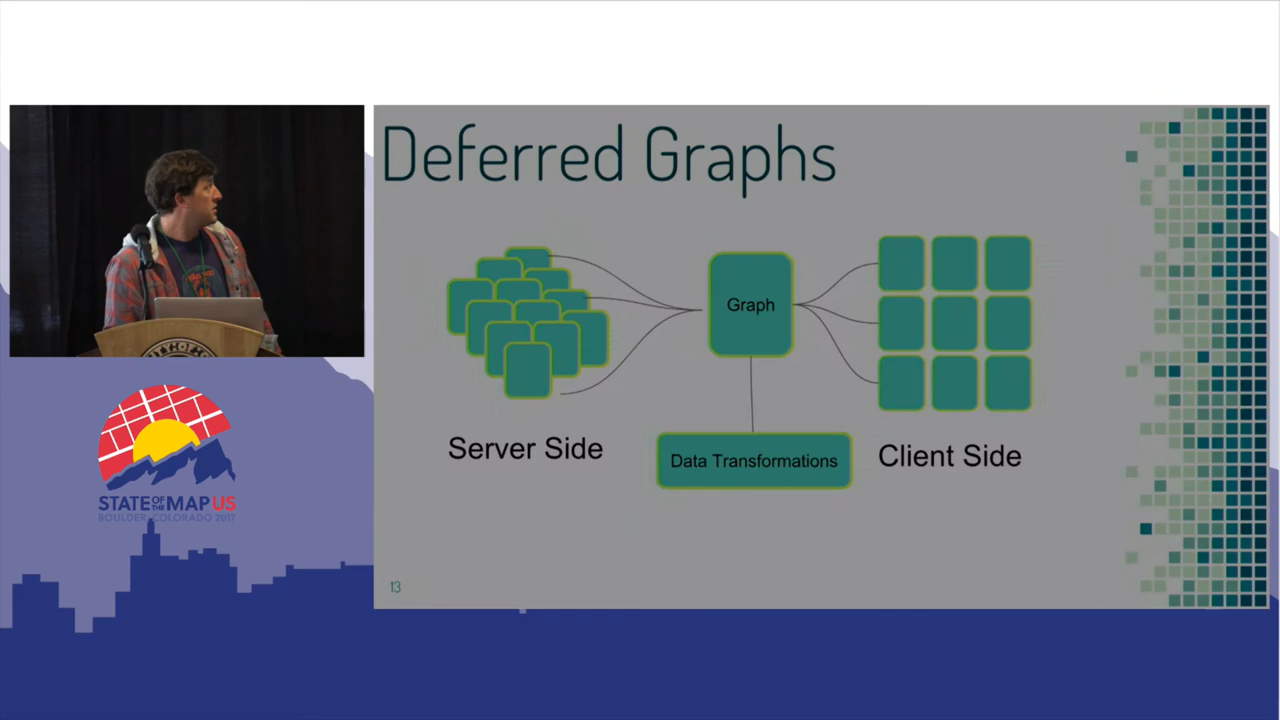 Deferred Graphs
Graph
Server Side
Data Transformations
Client Side
13
STATE OF THE MAP US
BOULDER, COLORADO 2017